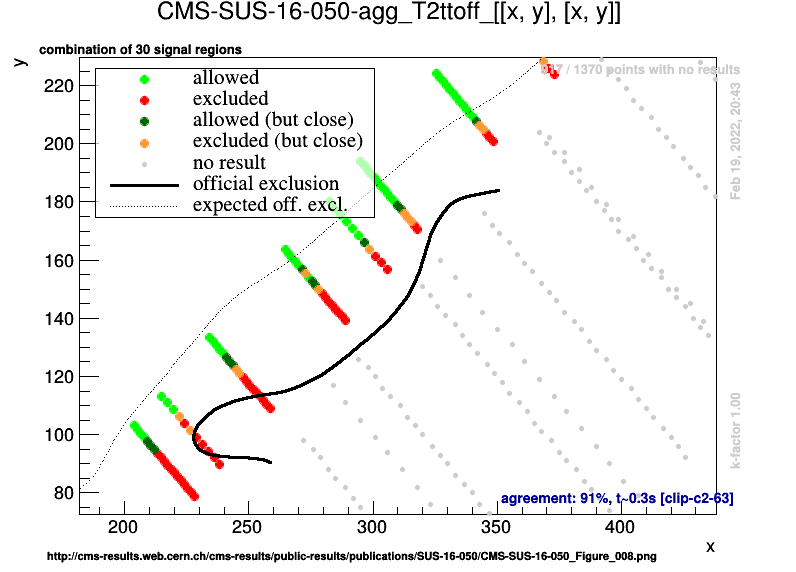 CMS-SUS-16-050-agg_T2ttoff_[[x, y], [x, y]]
combination of 30 signal regions
y
allowed
excluded
allowed (but close)
excluded (but close)
no result
official exclusion
expected off. excl.
/ 1370 points with no results
Feb 19, 2022, 20:43
k-factor 1.00
220
200
180
160
140
120
100
80
agreement: 91%, t~0.3s [clip-c2-63]
200 250 300 350 400
x
http://cms-results.web.cern.ch/cms-results/public-results/publications/SUS-16-050/CMS-SUS-16-050_Figure_008.png